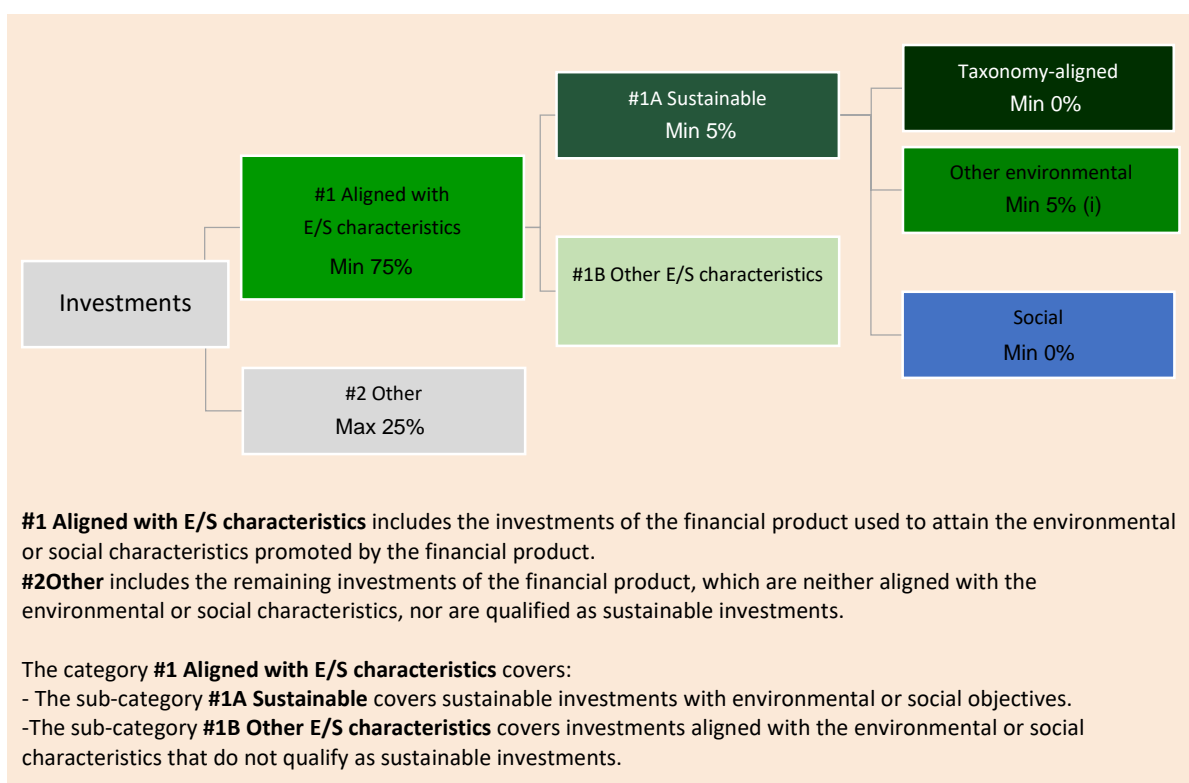 Investments
#1 Aligned with
E/S characteristics
Min 75%
#2 Other
Max 25%
#1A Sustainable
Min 5%
#1B Other E/S characteristics
Taxonomy-aligned
Min 0%
Other environmental
Min 5% (i)
Social
Min 0%
#1 Aligned with E/S characteristics includes the investments of the financial product used to attain the environmental
or social characteristics promoted by the financial product.
#2Other includes the remaining investments of the financial product, which are neither aligned with the
environmental or social characteristics, nor are qualified as sustainable investments.
The category #1 Aligned with E/S characteristics covers:
- The sub-category #1A Sustainable covers sustainable investments with environmental or social objectives.
-The sub-category #1B Other E/S characteristics covers investments aligned with the environmental or social
characteristics that do not qualify as sustainable investments.